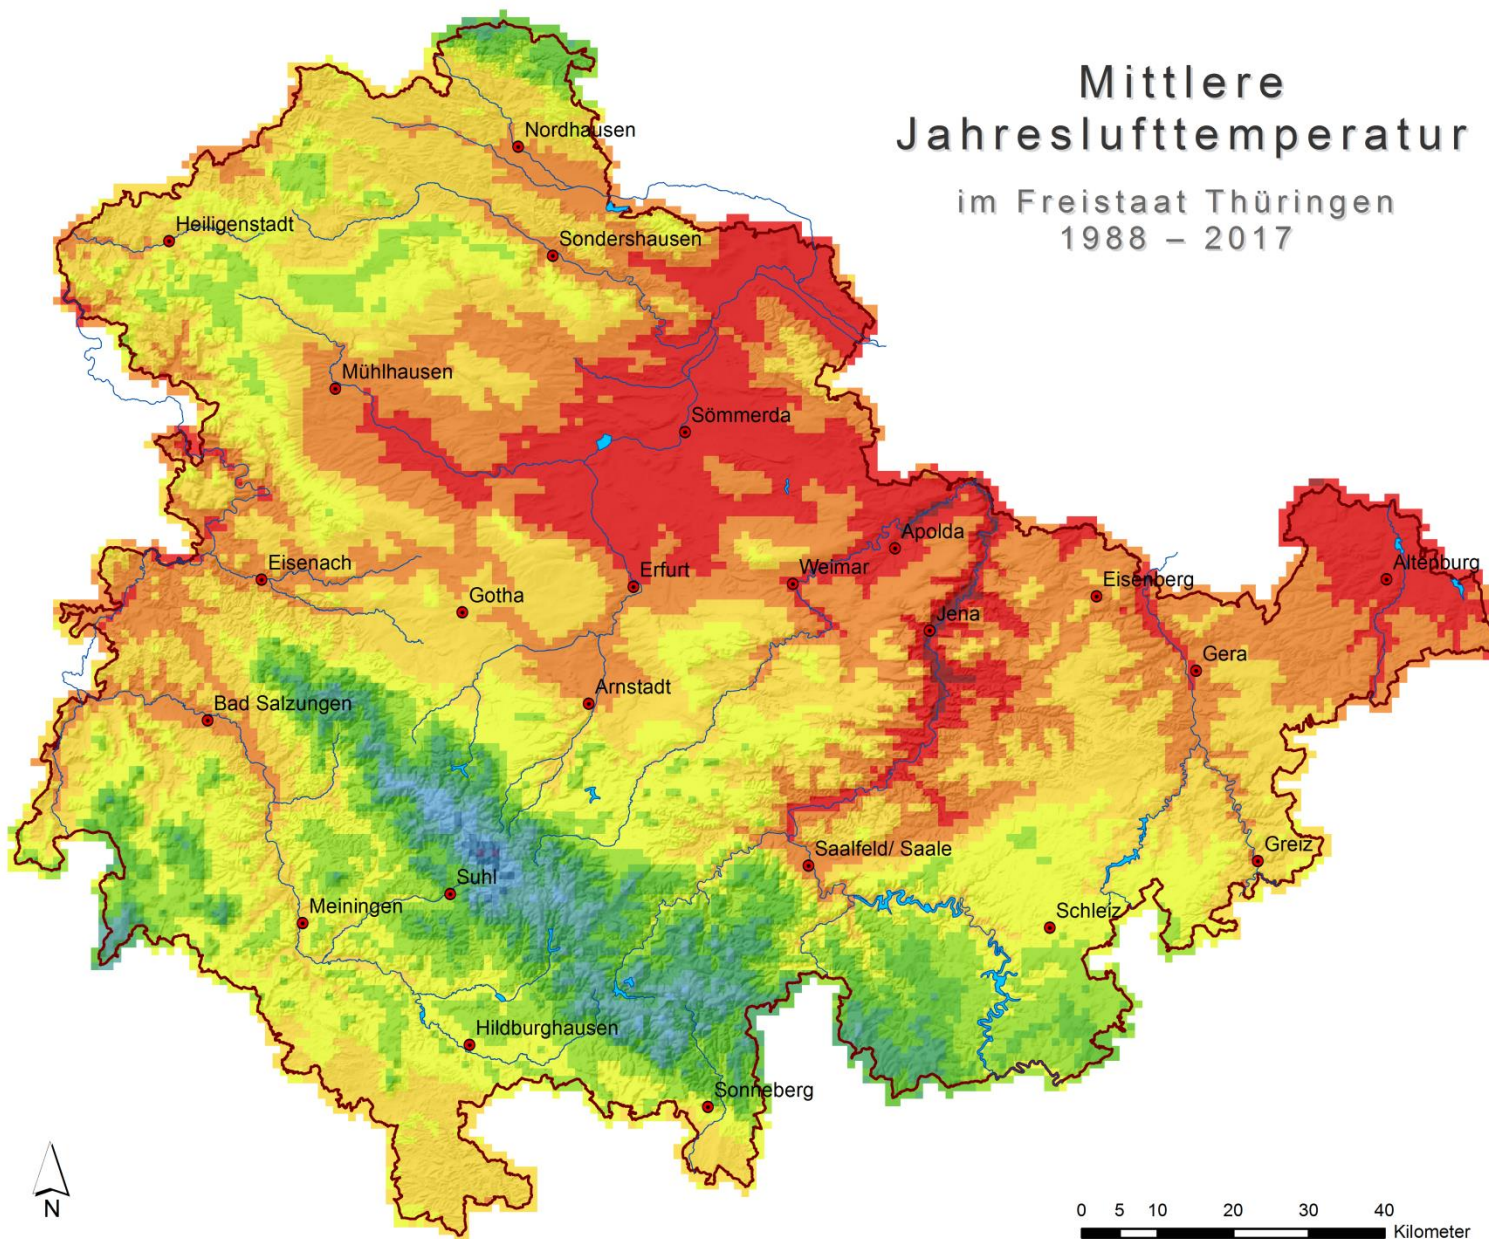 Mittlere
Jahreslufttemperatur
im Freistaat Thüringen
1988 – 2017
Nordhausen
Heiligenstadt
Sondershausen
Mühlhausen
Sömmerda
Apolda
Eisenach
Erfurt
Weimar
Eisenberg
Altenburg
Gotha
Jena
Gera
Arnstadt
Bad Salzungen
Saalfeld/ Saale
Greiz
Suhl
Meiningen
Schleiz
Hildburghausen
Sonneberg
N
0 5 10 20 30 40
Kilometer